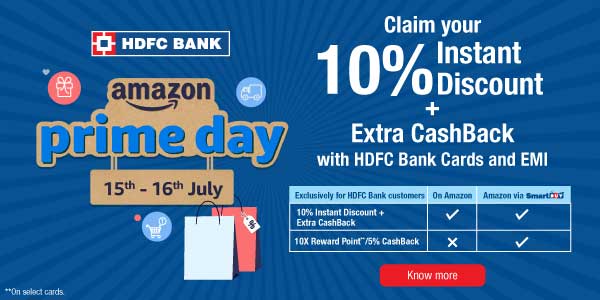 HDFC BANK
amazon
prime day
15th - 16th July
Claim your
10% Instant Discount
+
Extra CashBack
with HDFC Bank Cards and EMI
Exclusively for HDFC Bank customers On Amazon Amazon via SmartBUY
10% Instant Discount +
Extra CashBack ✓ ✓
10X Reward Point**/5% CashBack ✗ ✓
Know more
**On select cards.